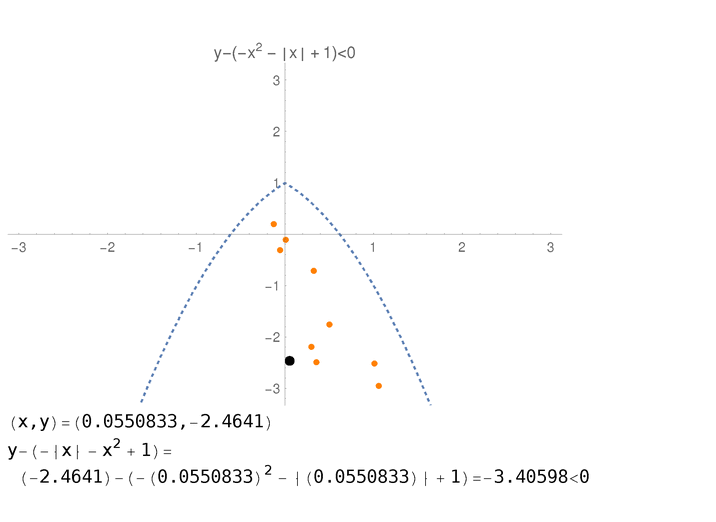 y−(−x² − |x| + 1)<0
3
2
1
−3 −2 −1 1 2 3
−1
−2
−3
(x,y)=(0.0550833,−2.4641)
y−(−|x|−x²+1)=
(−2.4641)−(−(0.0550833)²−|(0.0550833)|+1)=−3.40598<0